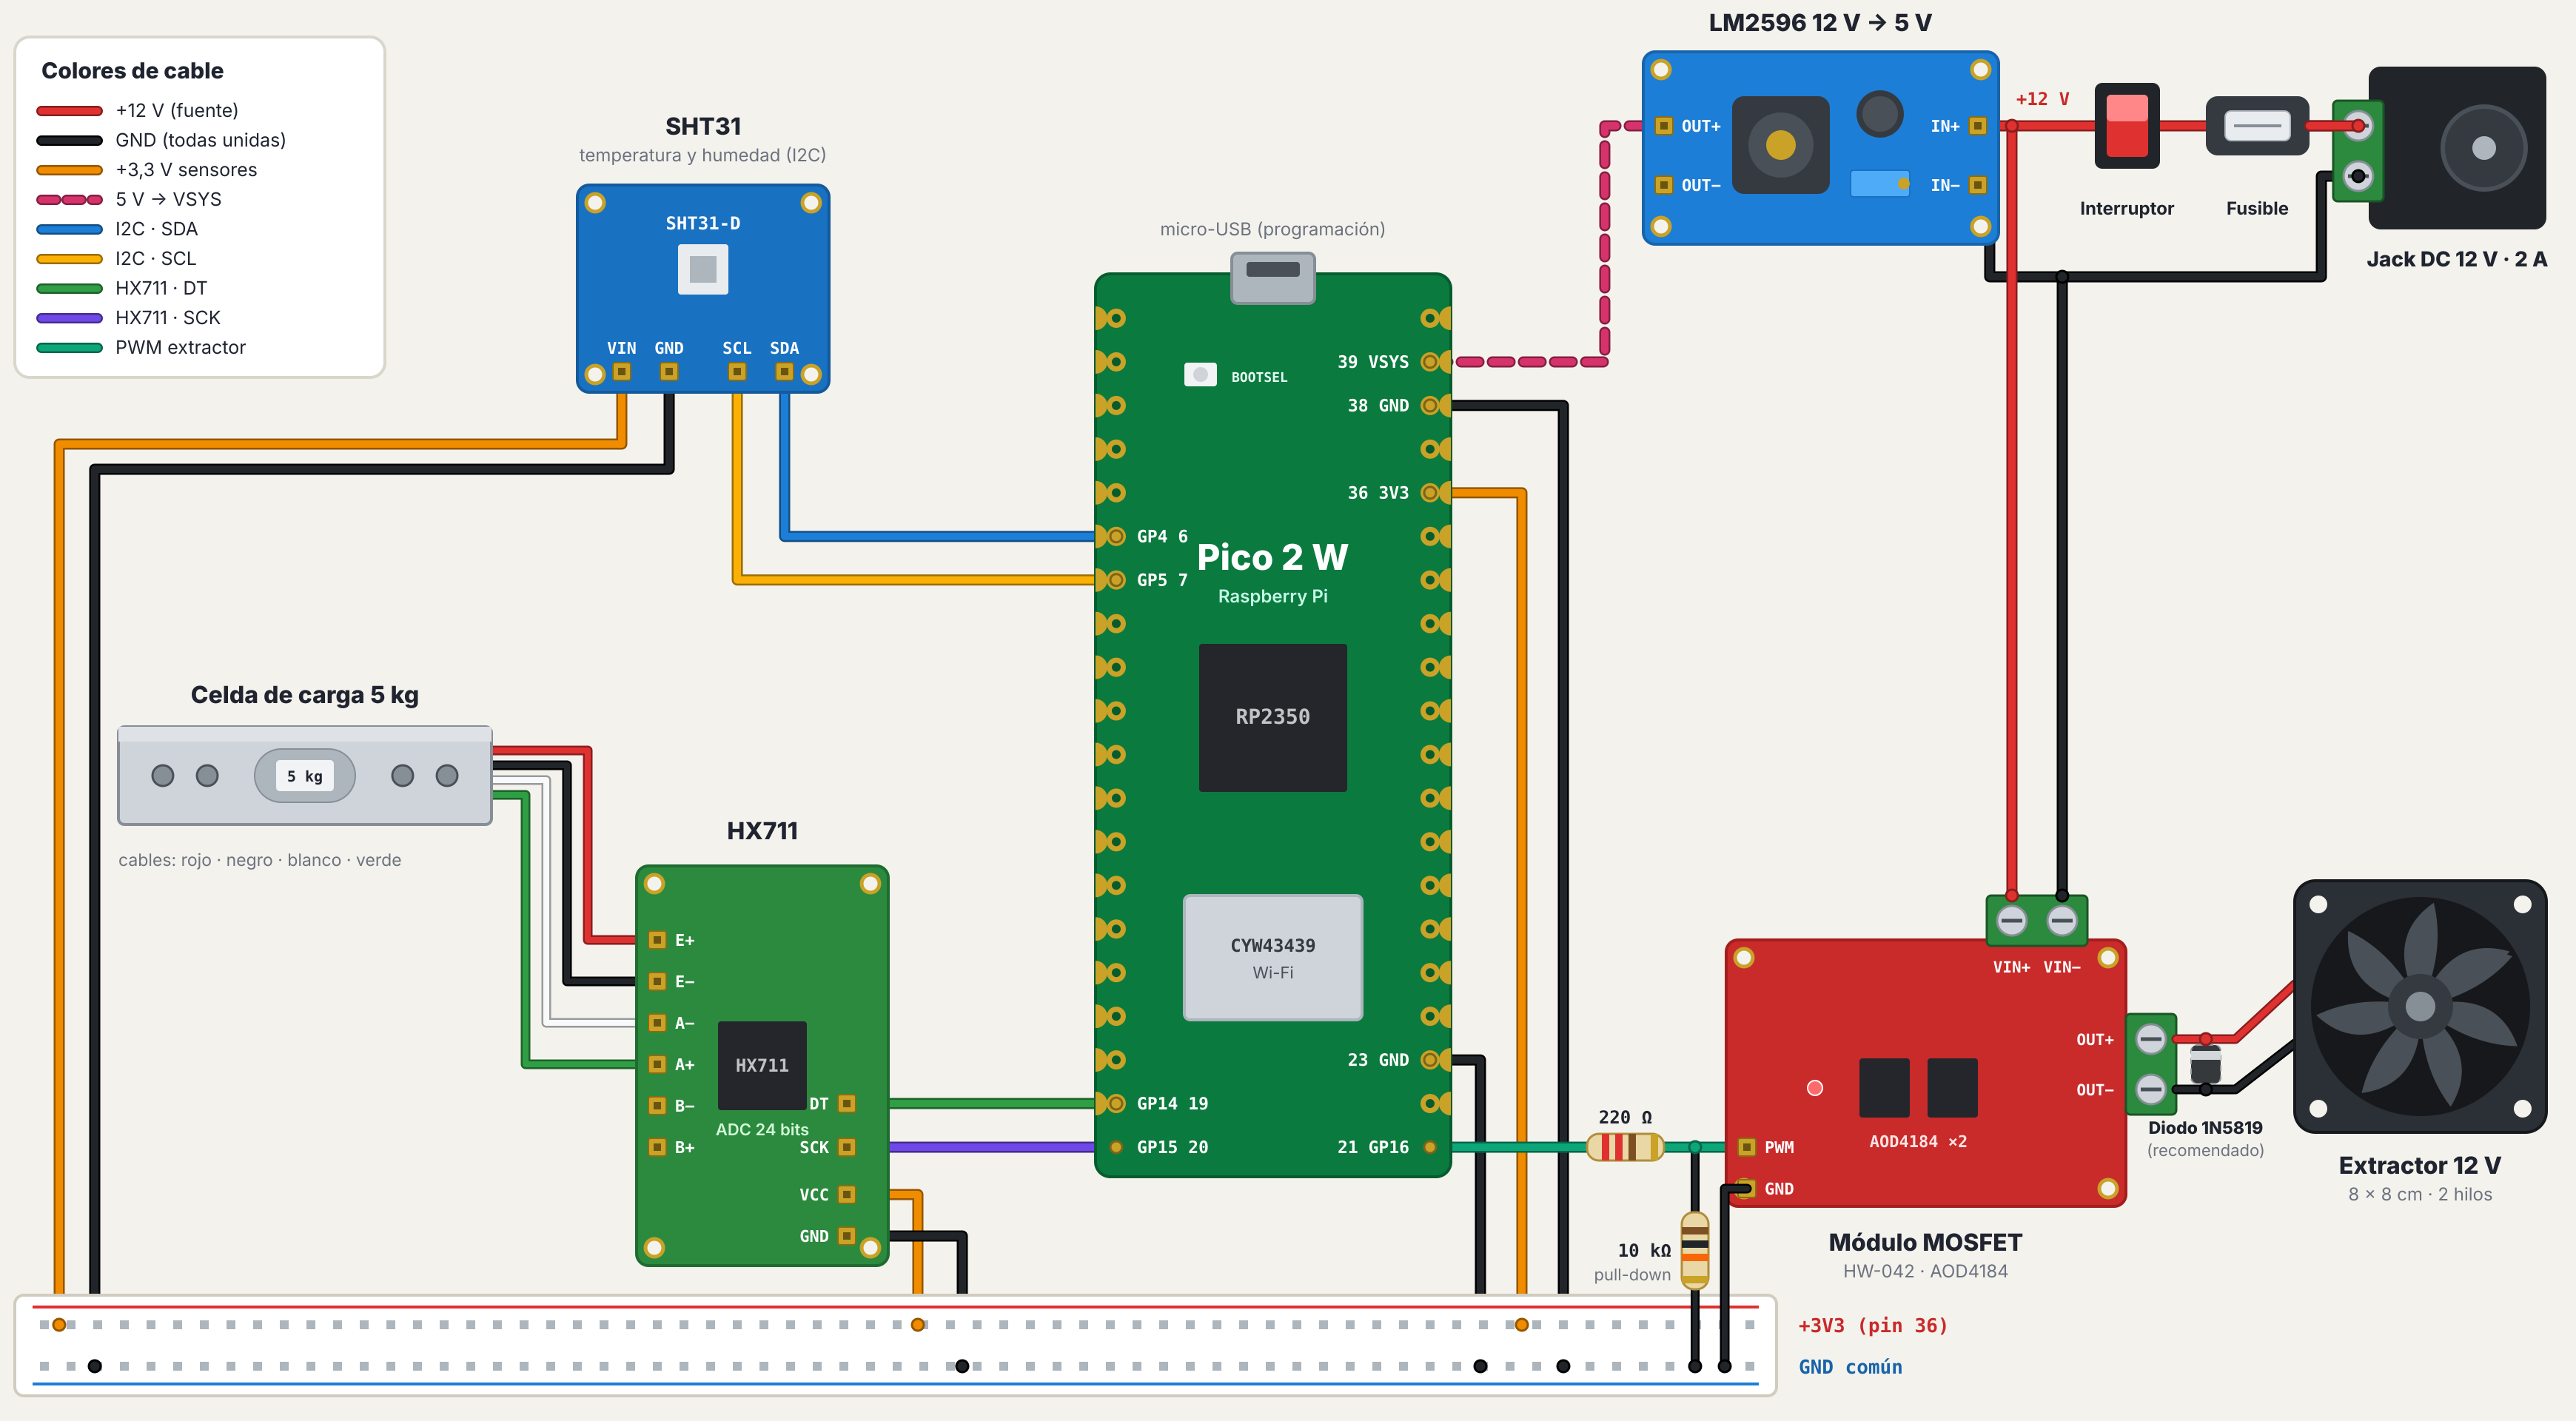 LM2596 12 V → 5 V
Colores de cable
+12 V (fuente)
GND (todas unidas)
+3,3 V sensores
5 V → VSYS
I2C · SDA
I2C · SCL
HX711 · DT
HX711 · SCK
PWM extractor
SHT31
temperatura y humedad (I2C)
SHT31-D
VIN GND SCL SDA
OUT+
OUT−
IN+
IN−
+12 V
Interruptor
Fusible
Jack DC 12 V · 2 A
micro-USB (programación)
BOOTSEL
39 VSYS
38 GND
36 3V3
GP4 6
GP5 7
Pico 2 W
Raspberry Pi
RP2350
CYW43439
Wi-Fi
23 GND
GP14 19
GP15 20
21 GP16
Celda de carga 5 kg
5 kg
cables: rojo · negro · blanco · verde
HX711
E+
E−
A−
A+
B−
B+
HX711
ADC 24 bits
DT
SCK
VCC
GND
220 Ω
10 kΩ
pull-down
VIN+ VIN−
OUT+
OUT−
AOD4184 ×2
PWM
GND
Módulo MOSFET
HW-042 · AOD4184
Diodo 1N5819
(recomendado)
Extractor 12 V
8 × 8 cm · 2 hilos
+3V3 (pin 36)
GND común